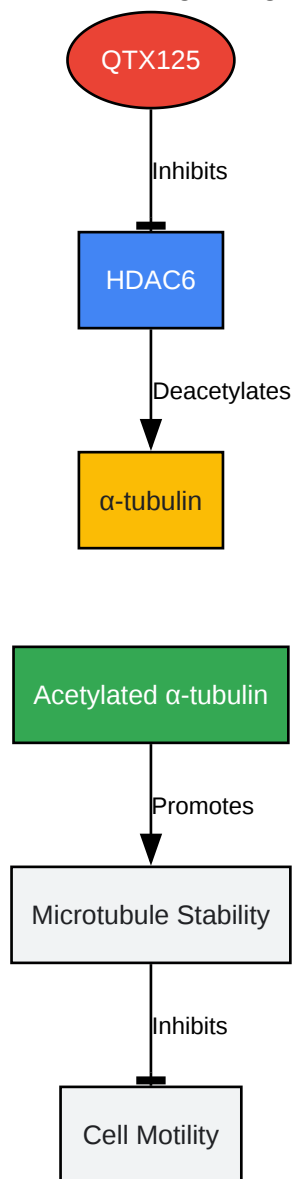 QTX125
Inhibits
HDAC6
Deacetylates
α-tubulin
Acetylated α-tubulin
Promotes
Microtubule Stability
Inhibits
Cell Motility